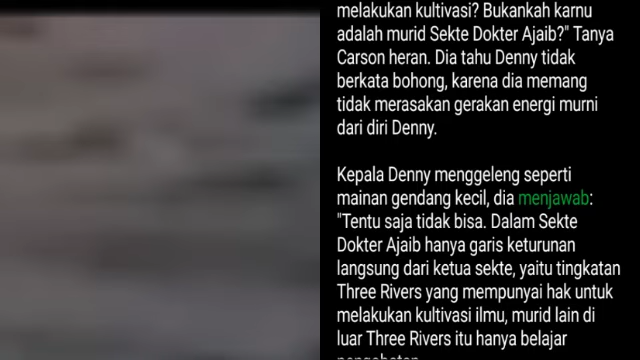 melakukan kultivasi? Bukankah karnu
adalah murid Sekte Dokter Ajaib?" Tanya
Carson heran. Dia tahu Denny tidak
berkata bohong, karena dia memang
tidak merasakan gerakan energi murni
dari diri Denny.
Kepala Denny menggeleng seperti
mainan gendang kecil, dia menjawab:
"Tentu saja tidak bisa. Dalam Sekte
Dokter Ajaib hanya garis keturunan
langsung dari ketua sekte, yaitu tingkatan
Three Rivers yang mempunyai hak untuk
melakukan kultivasi ilmu, murid lain di
luar Three Rivers itu hanya belajar